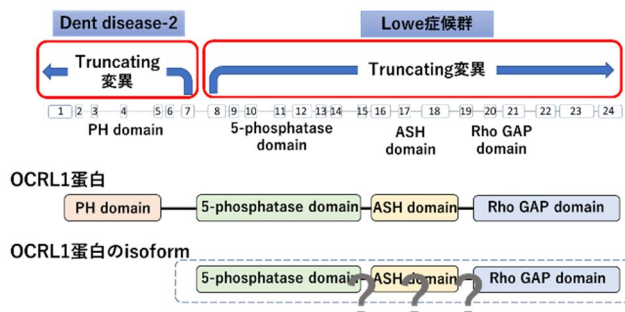 Dent disease-2
Lowe症候群
Truncating
変異
Truncating変異
1 2 3 4 5 6 7 8 9 10 11 12 13 14 15 16 17 18 19 20 21 22 23 24
PH domain
5-phosphatase
domain
ASH
domain
Rho GAP
domain
OCRL1蛋白
PH domain
5-phosphatase domain
ASH domain
Rho GAP domain
OCRL1蛋白のisoform
5-phosphatase domain
ASH domain
Rho GAP domain
? ? ?